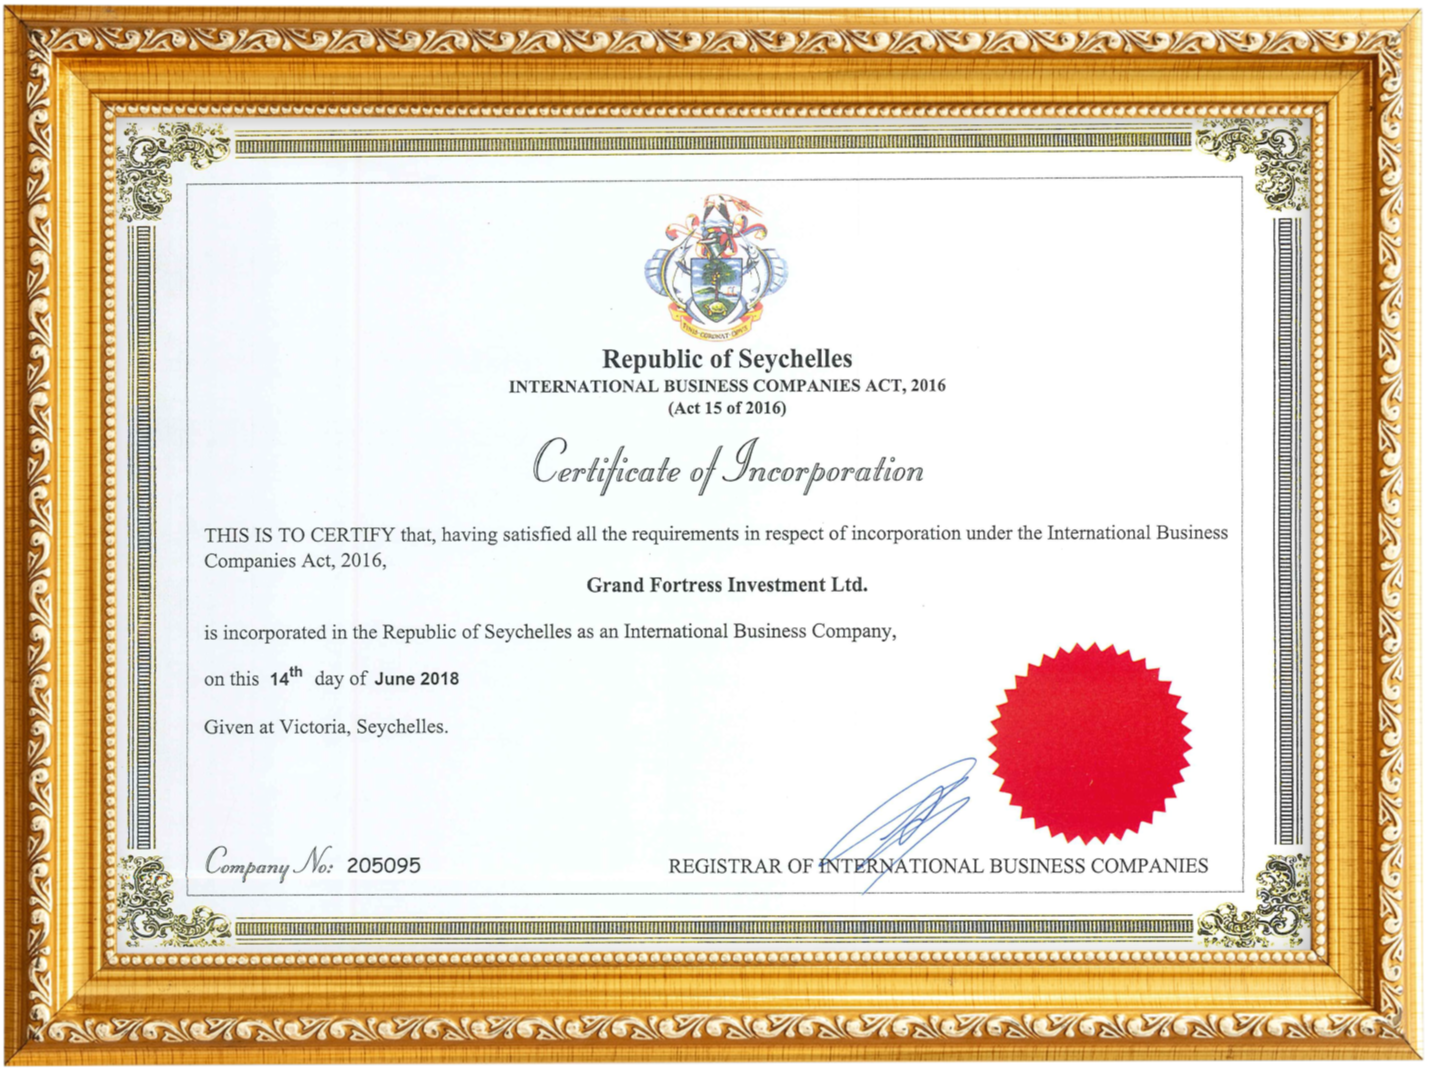 FINIS CORONAT OPUS
Republic of Seychelles
INTERNATIONAL BUSINESS COMPANIES ACT, 2016
(Act 15 of 2016)
Certificate of Incorporation
THIS IS TO CERTIFY that, having satisfied all the requirements in respect of incorporation under the International Business
Companies Act, 2016,
Grand Fortress Investment Ltd.
is incorporated in the Republic of Seychelles as an International Business Company,
on this 14th day of June 2018
Given at Victoria, Seychelles.
Company No: 205095
REGISTRAR OF INTERNATIONAL BUSINESS COMPANIES